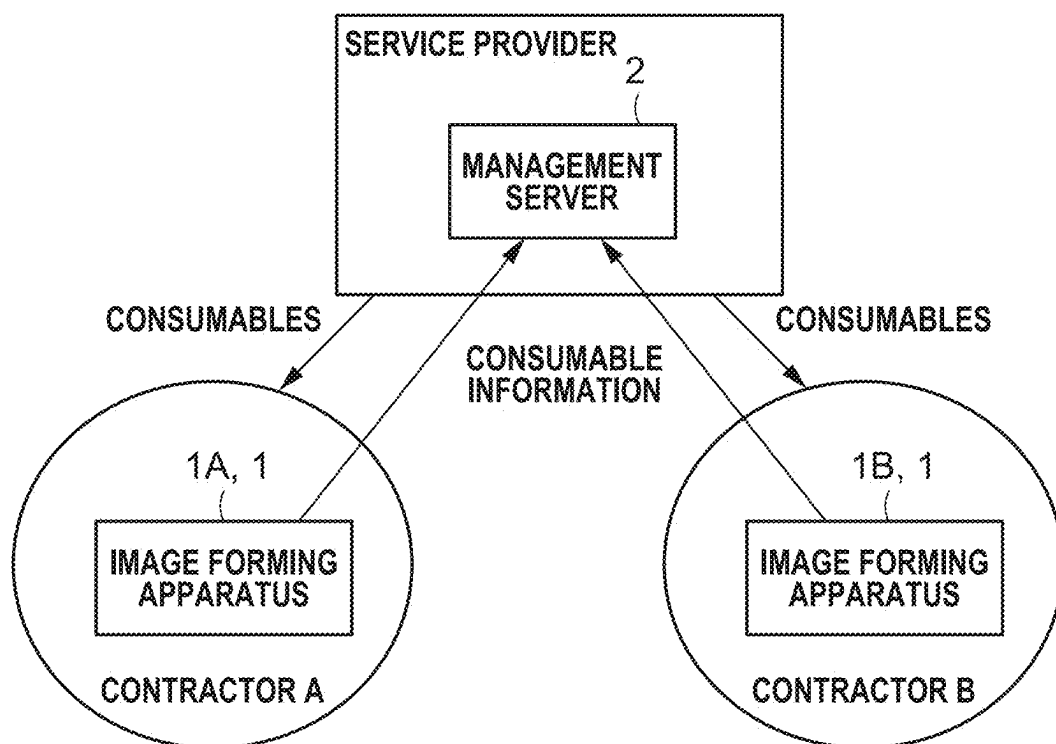 SERVICE PROVIDER
2
MANAGEMENT
SERVER
CONSUMABLES
CONSUMABLES
CONSUMABLE
INFORMATION
1A, 1
1B, 1
IMAGE FORMING
APPARATUS
IMAGE FORMING
APPARATUS
CONTRACTOR A
CONTRACTOR B